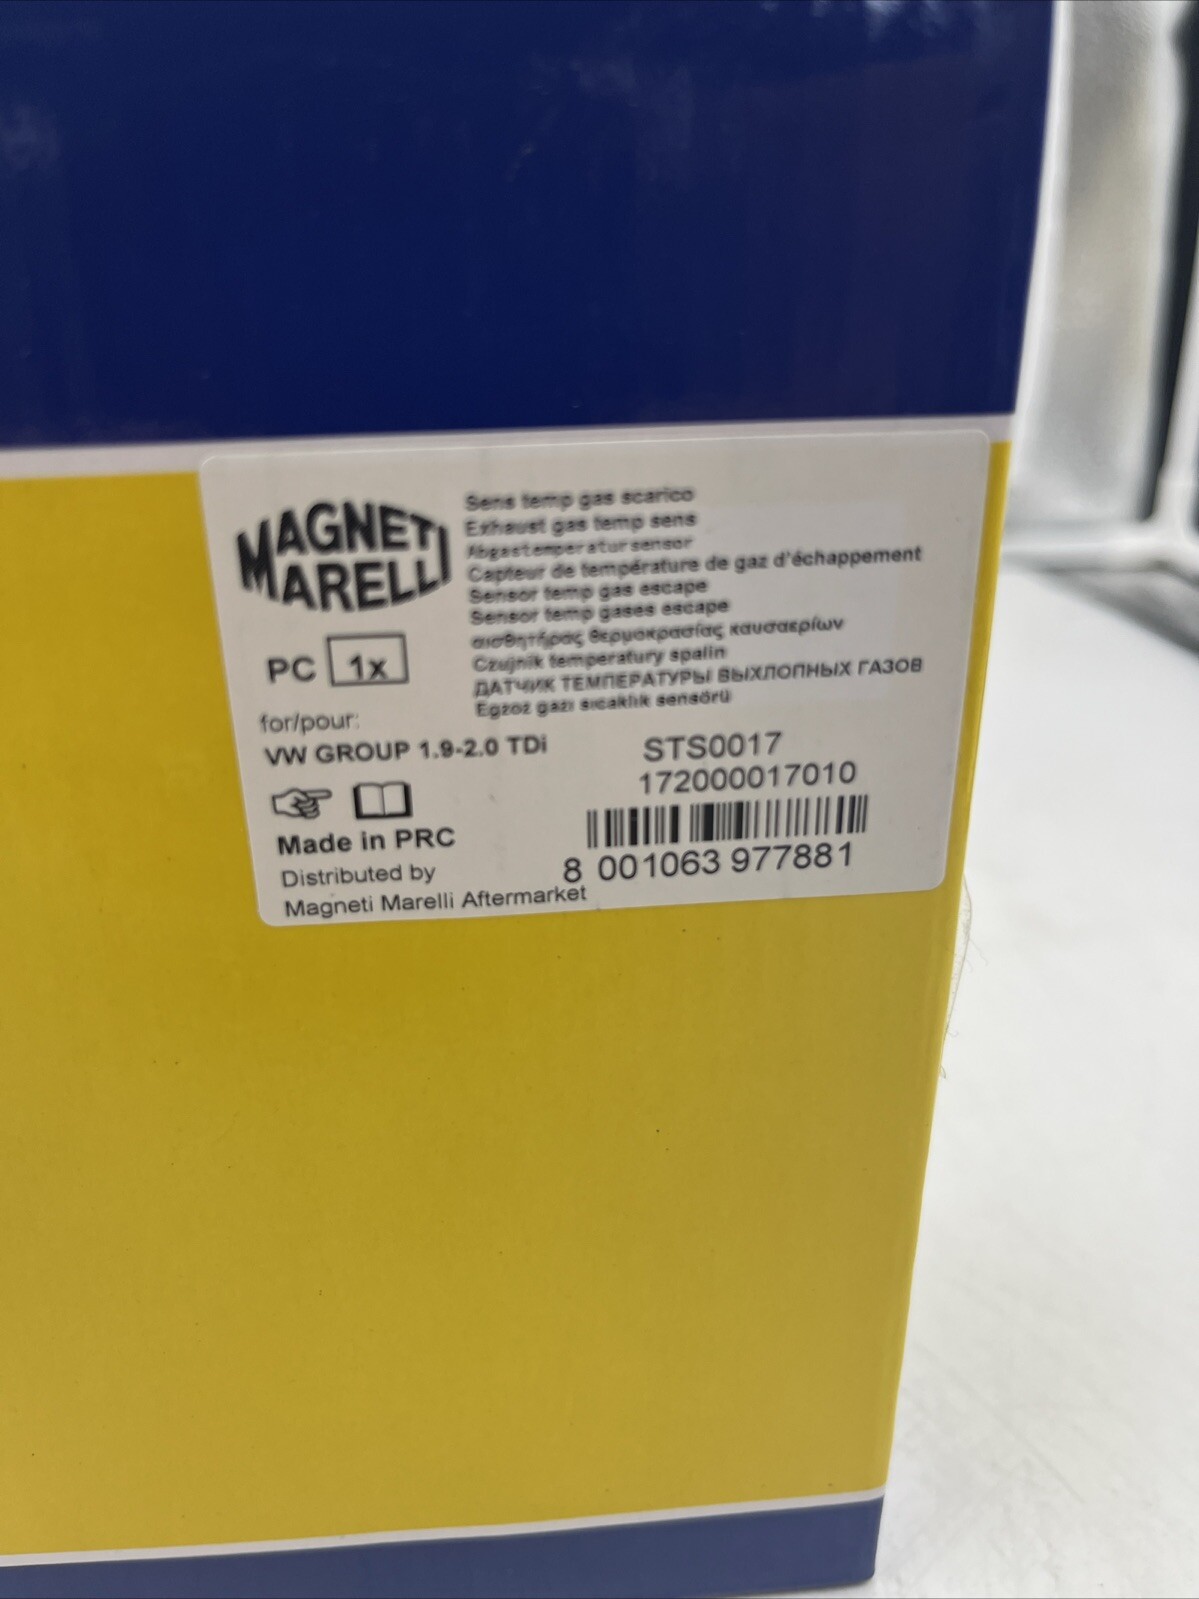 MAGNETI
MARELLI
Sens temp gas scarico
Exhaust gas temp sens
Abgastemperatursensor
Capteur de température de gaz d'échappement
Sensor temp gas escape
Sensor temp gases escape
αισθητήρας θερμοκρασίας καυσαερίων
Czujnik temperatury spalin
ДАТЧИК ТЕМПЕРАТУРЫ ВЫХЛОПНЫХ ГАЗОВ
Egzoz gazı sıcaklık sensörü
PC 1x
for/pour:
VW GROUP 1.9-2.0 TDi
STS0017
172000017010
Made in PRC
8 001063 977881
Distributed by
Magneti Marelli Aftermarket